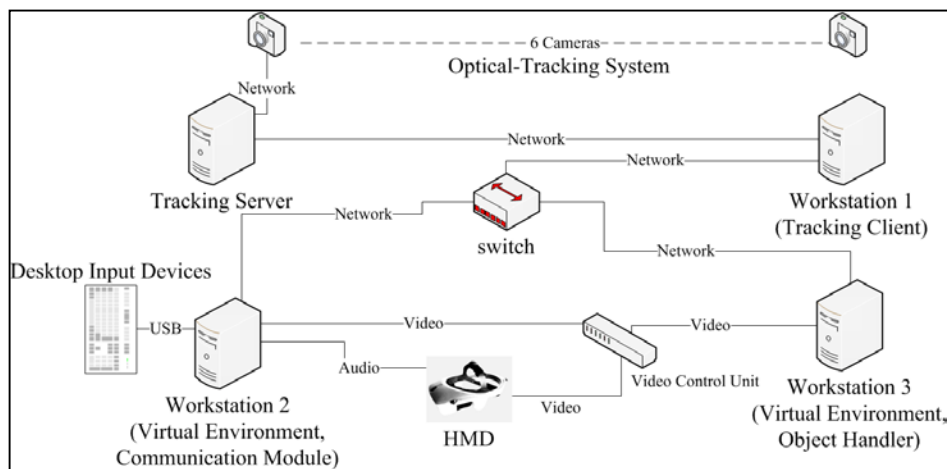 6 Cameras
Optical-Tracking System
Network
Network
Network
Tracking Server
Workstation 1
(Tracking Client)
Network
switch
Network
Desktop Input Devices
USB
Video
Video
Audio
Video Control Unit
Video
HMD
Workstation 2
(Virtual Environment,
Communication Module)
Workstation 3
(Virtual Environment,
Object Handler)